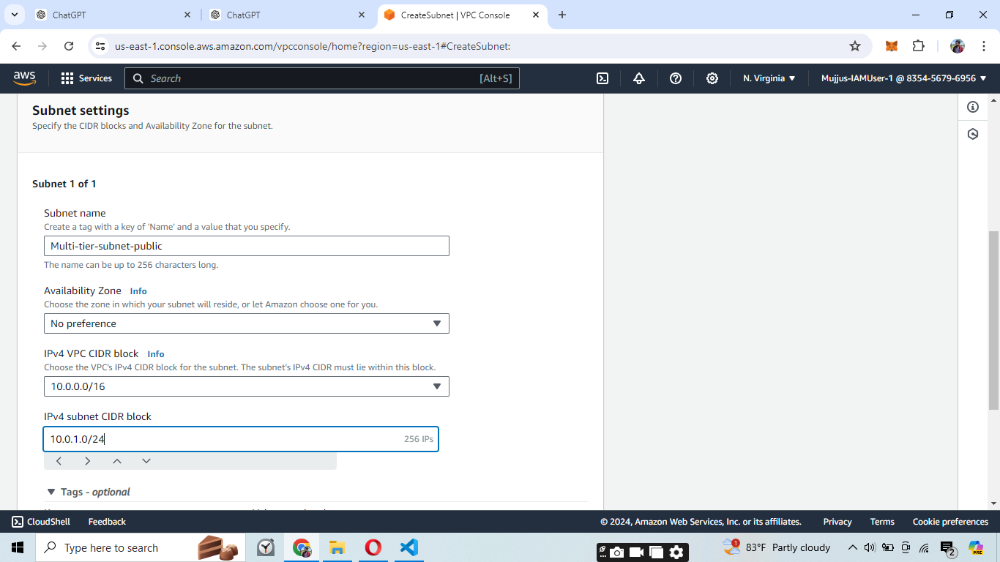 ChatGPT
ChatGPT
CreateSubnet | VPC Console
us-east-1.console.aws.amazon.com/vpcconsole/home?region=us-east-1#CreateSubnet:
aws
Services
Search
[Alt+S]
N. Virginia
Mujjus-IAMUser-1 @ 8354-5679-6956
Subnet settings
Specify the CIDR blocks and Availability Zone for the subnet.
Subnet 1 of 1
Subnet name
Create a tag with a key of 'Name' and a value that you specify.
Multi-tier-subnet-public
The name can be up to 256 characters long.
Availability Zone Info
Choose the zone in which your subnet will reside, or let Amazon choose one for you.
No preference
IPv4 VPC CIDR block Info
Choose the VPC's IPv4 CIDR block for the subnet. The subnet's IPv4 CIDR must lie within this block.
10.0.0.0/16
IPv4 subnet CIDR block
10.0.1.0/24
256 IPs
Tags - optional
CloudShell
Feedback
© 2024, Amazon Web Services, Inc. or its affiliates.
Privacy
Terms
Cookie preferences
Type here to search
1
83°F Partly cloudy
2
PRE